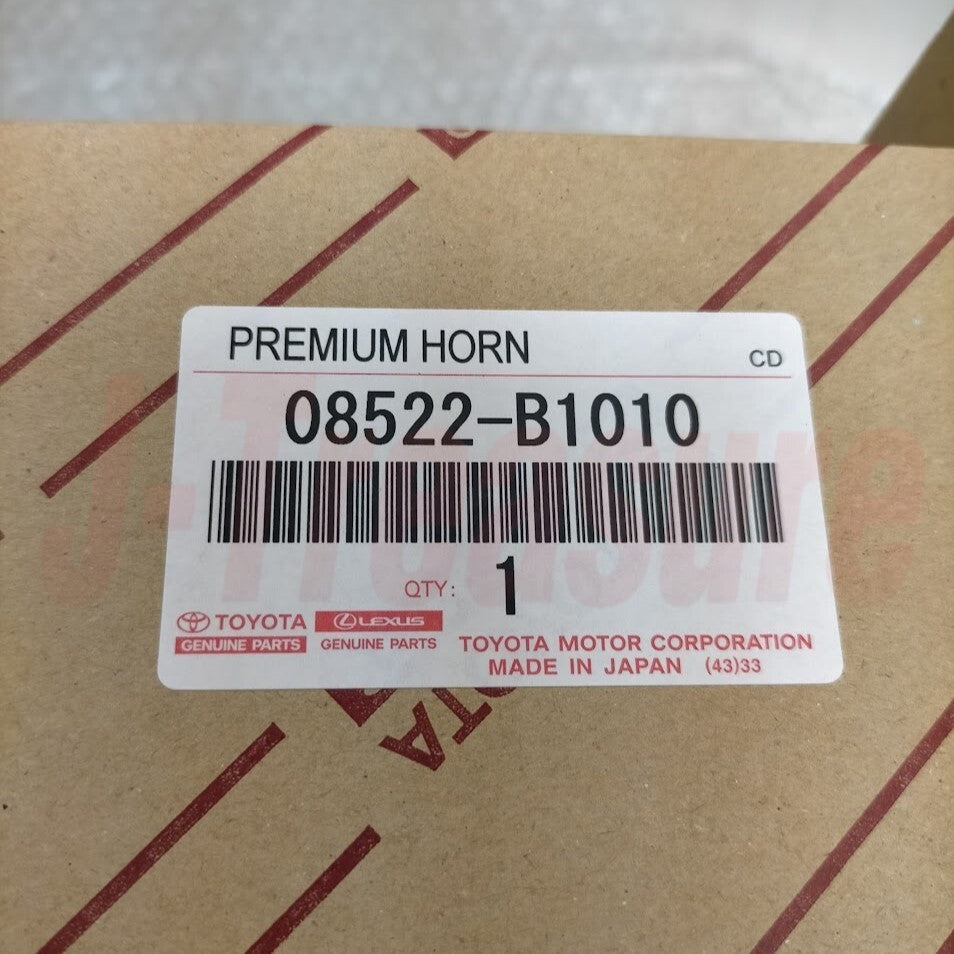 PREMIUM HORN
CD
08522-B1010
QTY: 1
TOYOTA
LEXUS
GENUINE PARTS
GENUINE PARTS
TOYOTA MOTOR CORPORATION
MADE IN JAPAN (43)33
J-Treasure